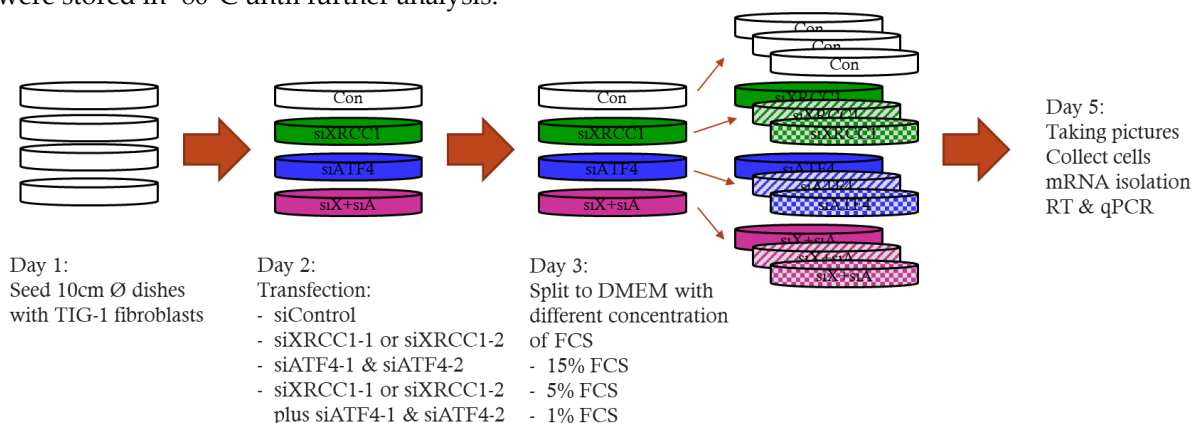 were stored in -80°C until further analysis.
Con
siXRCC1
siATF4
siX+siA
Con
siXRCC1
siATF4
siX+siA
Con
Con
Con
siXRCC1
siXRCC1
siXRCC1
siATF4
siATF4
siATF4
siX+siA
siX+siA
siX+siA
Day 1:
Seed 10cm Ø dishes
with TIG-1 fibroblasts
Day 2:
Transfection:
- siControl
- siXRCC1-1 or siXRCC1-2
- siATF4-1 & siATF4-2
- siXRCC1-1 or siXRCC1-2
plus siATF4-1 & siATF4-2
Day 3:
Split to DMEM with
different concentration
of FCS
- 15% FCS
- 5% FCS
- 1% FCS
Day 5:
Taking pictures
Collect cells
mRNA isolation
RT & qPCR